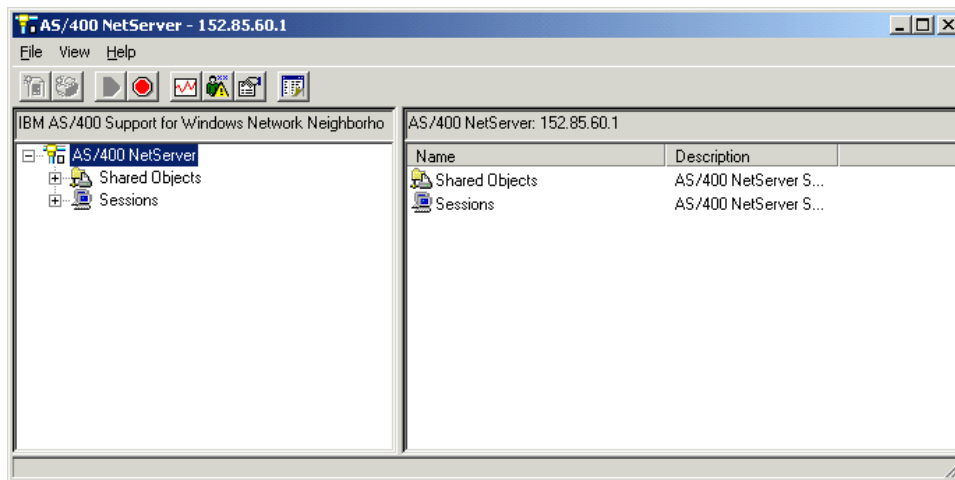 AS/400 NetServer - 152.85.60.1
File View Help
IBM AS/400 Support for Windows Network Neighborho
AS/400 NetServer: 152.85.60.1
AS/400 NetServer
Shared Objects
Sessions
Name Description
Shared Objects AS/400 NetServer S...
Sessions AS/400 NetServer S...